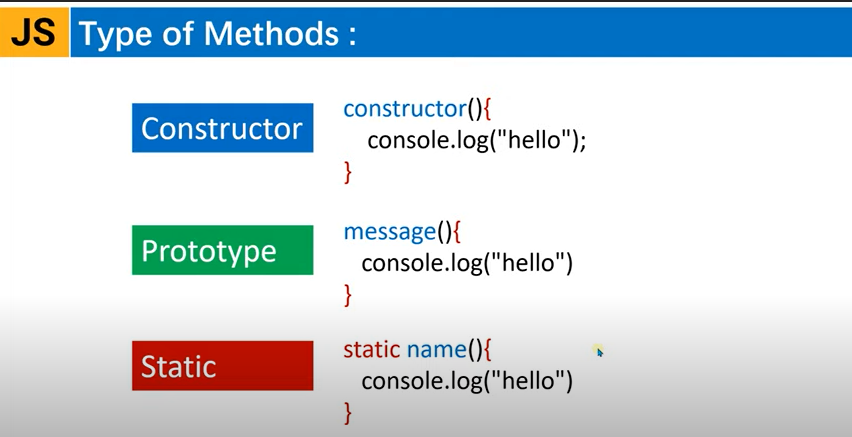 JS Type of Methods :
Constructor
constructor(){
console.log("hello");
}
Prototype
message(){
console.log("hello")
}
Static
static name(){
console.log("hello")
}